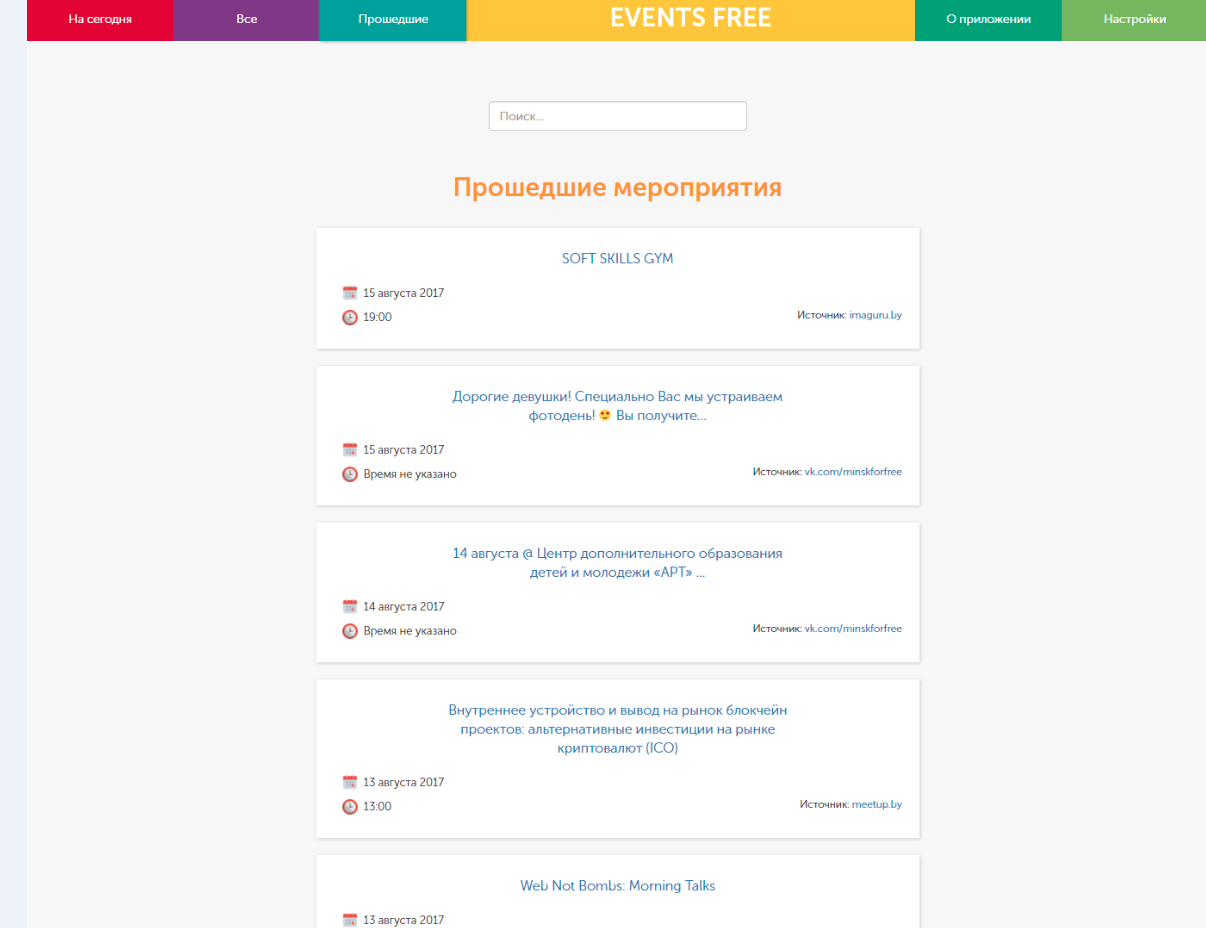 На сегодня
Все
Прошедшие
EVENTS FREE
О приложении
Настройки
Поиск...
Прошедшие мероприятия
SOFT SKILLS GYM
15 августа 2017
19:00
Источник: imaguru.by
Дорогие девушки! Специально Вас мы устраиваем
фотодень! 😍 Вы получите...
15 августа 2017
Время не указано
Источник: vk.com/minskforfree
14 августа @ Центр дополнительного образования
детей и молодежи «АРТ» ...
14 августа 2017
Время не указано
Источник: vk.com/minskforfree
Внутреннее устройство и вывод на рынок блокчейн
проектов: альтернативные инвестиции на рынке
криптовалют (ICO)
13 августа 2017
13:00
Источник: meetup.by
Web Not Bombs: Morning Talks
13 августа 2017